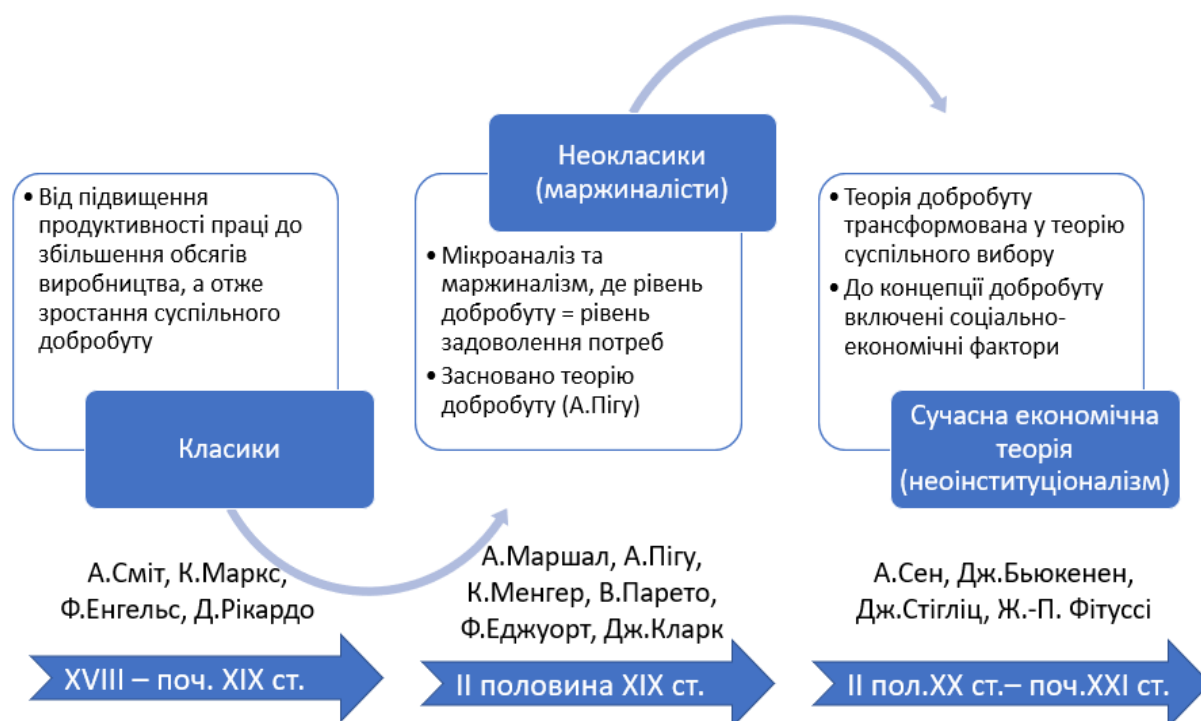 • Від підвищення
продуктивності праці до
збільшення обсягів
виробництва, а отже
зростання суспільного
добробуту
Класики
А.Сміт, К.Маркс,
Ф.Енгельс, Д.Рікардо
XVIII – поч. XIX ст.
Неокласики
(маржиналісти)
• Мікроаналіз та
маржиналізм, де рівень
добробуту = рівень
задоволення потреб
• Засновано теорію
добробуту (А.Пігу)
А.Маршал, А.Пігу,
К.Менгер, В.Парето,
Ф.Еджуорт, Дж.Кларк
II половина XIX ст.
• Теорія добробуту
трансформована у теорію
суспільного вибору
• До концепції добробуту
включені соціально-
економічні фактори
Сучасна економічна
теорія
(неоінституціоналізм)
А.Сен, Дж.Бьюкенен,
Дж.Стігліц, Ж.-П. Фітуссі
II пол.XX ст.– поч.XXI ст.